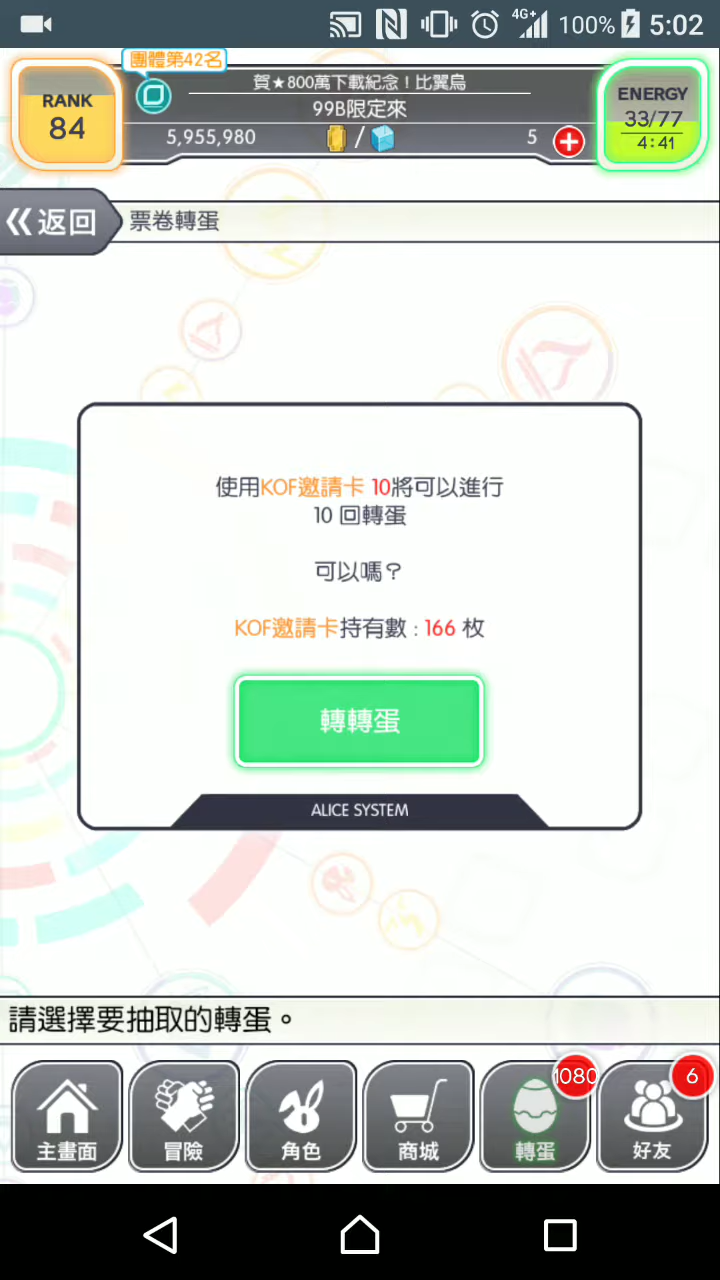 4G+
100%
5:02
團體第42名
RANK
84
賀★800萬下載紀念！比翼鳥
99B限定來
5,955,980
/
5
ENERGY
33/77
4:41
返回
票卷轉蛋
使用KOF邀請卡 10將可以進行
10 回轉蛋
可以嗎？
KOF邀請卡持有數 : 166 枚
轉轉蛋
ALICE SYSTEM
請選擇要抽取的轉蛋。
1080
6
主畫面
冒險
角色
商城
轉蛋
好友